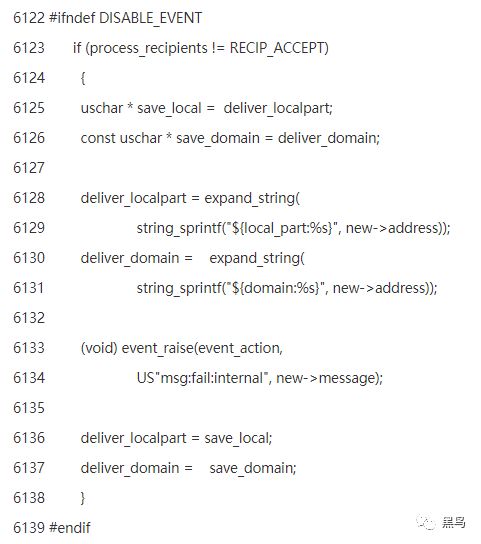 6122 #ifndef DISABLE_EVENT
6123 if (process_recipients != RECIP_ACCEPT)
6124 {
6125 uschar * save_local = deliver_localpart;
6126 const uschar * save_domain = deliver_domain;
6127
6128 deliver_localpart = expand_string(
6129 string_sprintf("${local_part:%s}", new->address));
6130 deliver_domain = expand_string(
6131 string_sprintf("${domain:%s}", new->address));
6132
6133 (void) event_raise(event_action,
6134 US"msg:fail:internal", new->message);
6135
6136 deliver_localpart = save_local;
6137 deliver_domain = save_domain;
6138 }
6139 #endif
黑鸟